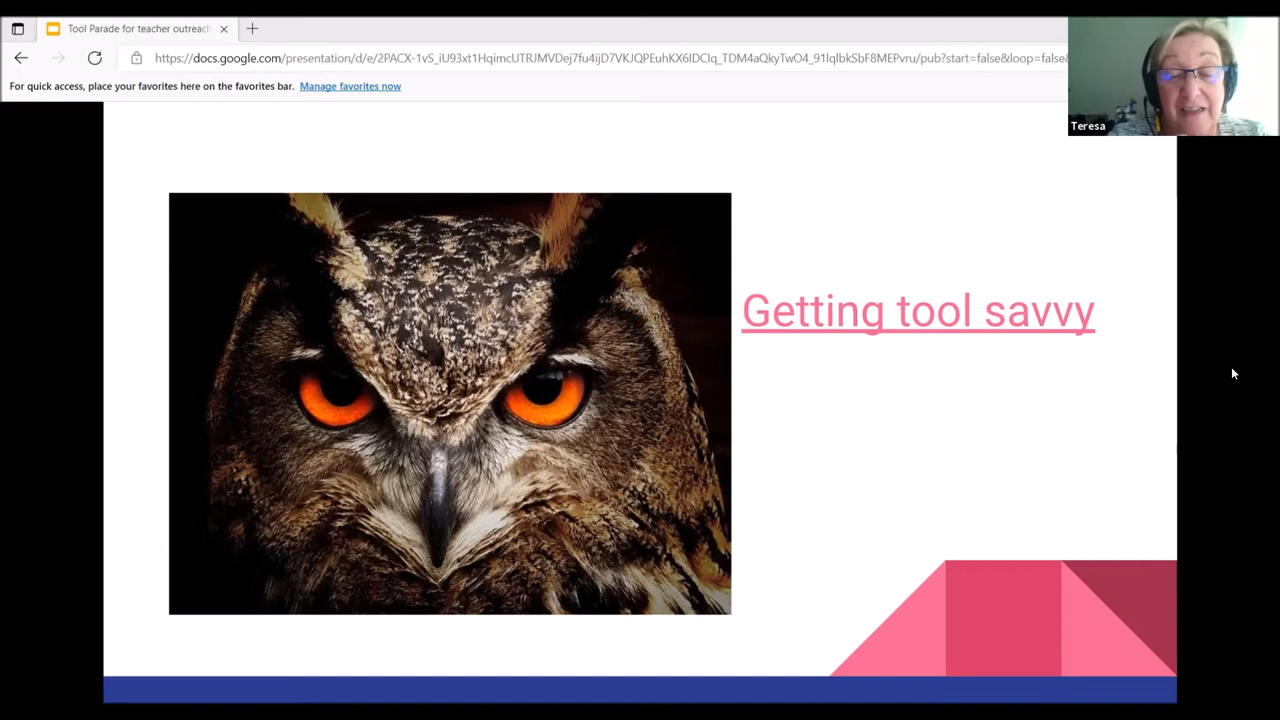 Tool Parade for teacher outreach
https://docs.google.com/presentation/d/e/2PACX-1vS_iU93xt1HqimcUTRJMVDej7fu4ijD7VKJQPEuhKX6IDCIq_TDM4aQkyTwO4_91IqlbkSbF8MEPvru/pub?start=false&loop=false
For quick access, place your favorites here on the favorites bar. Manage favorites now
Teresa
Getting tool savvy